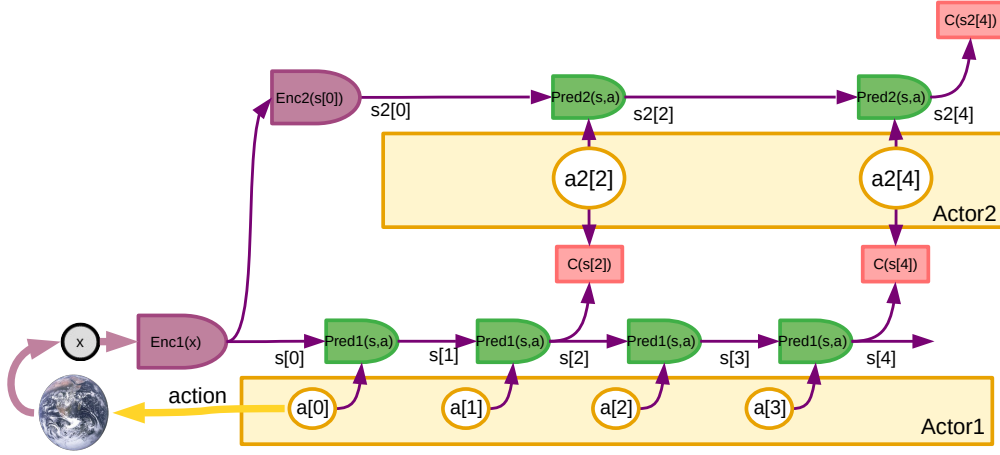 C(s2[4])
Enc2(s[0])
s2[0]
Pred2(s,a)
s2[2]
Pred2(s,a)
s2[4]
a2[2]
a2[4]
Actor2
C(s[2])
C(s[4])
x
Enc1(x)
s[0]
Pred1(s,a)
s[1]
Pred1(s,a)
s[2]
Pred1(s,a)
s[3]
Pred1(s,a)
s[4]
action
a[0]
a[1]
a[2]
a[3]
Actor1